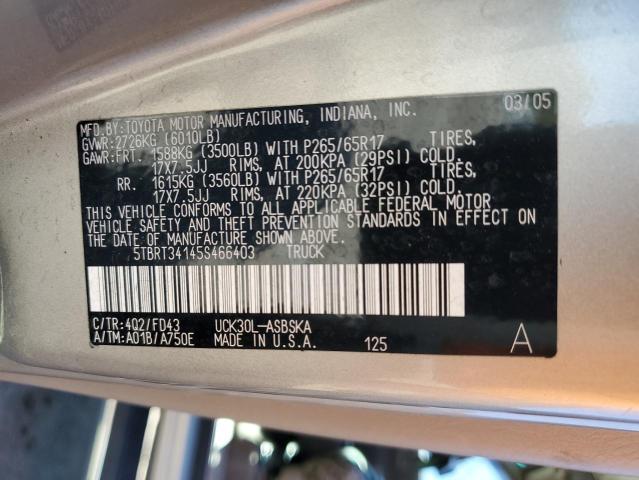 MFD.BY:TOYOTA MOTOR MANUFACTURING, INDIANA, INC. 03/05
GVWR:2726KG (6010LB)
GAWR:FRT. 1588KG (3500LB) WITH P265/65R17 TIRES,
17X7.5JJ RIMS, AT 200KPA (29PSI) COLD.
RR. 1615KG (3560LB) WITH P265/65R17 TIRES,
17X7.5JJ RIMS, AT 220KPA (32PSI) COLD.
THIS VEHICLE CONFORMS TO ALL APPLICABLE FEDERAL MOTOR
VEHICLE SAFETY AND THEFT PREVENTION STANDARDS IN EFFECT ON
THE DATE OF MANUFACTURE SHOWN ABOVE.
5TBRT34145S466403 TRUCK
C/TR:4Q2/FD43 UCK30L-ASBSKA
A/TM:A01B/A750E MADE IN U.S.A. 125 A